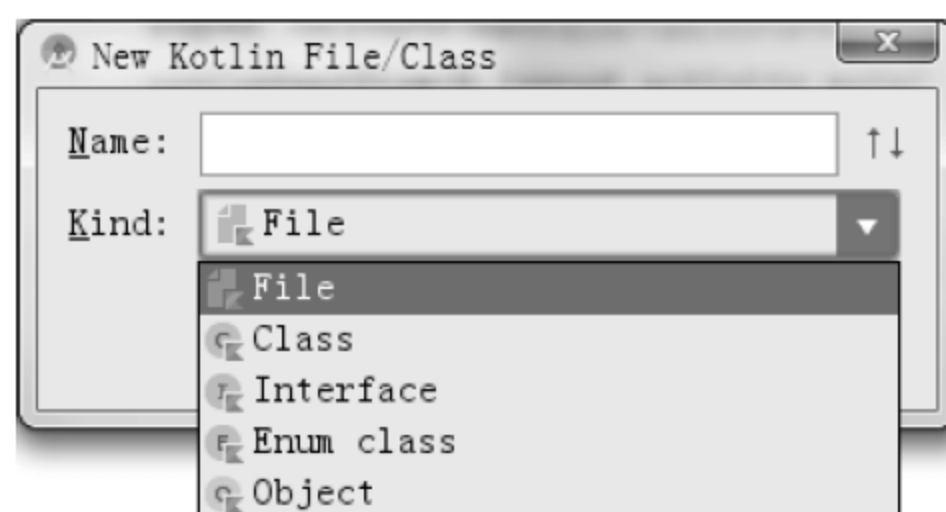 New Kotlin File/Class
Name:
Kind: File
File
Class
Interface
Enum class
Object